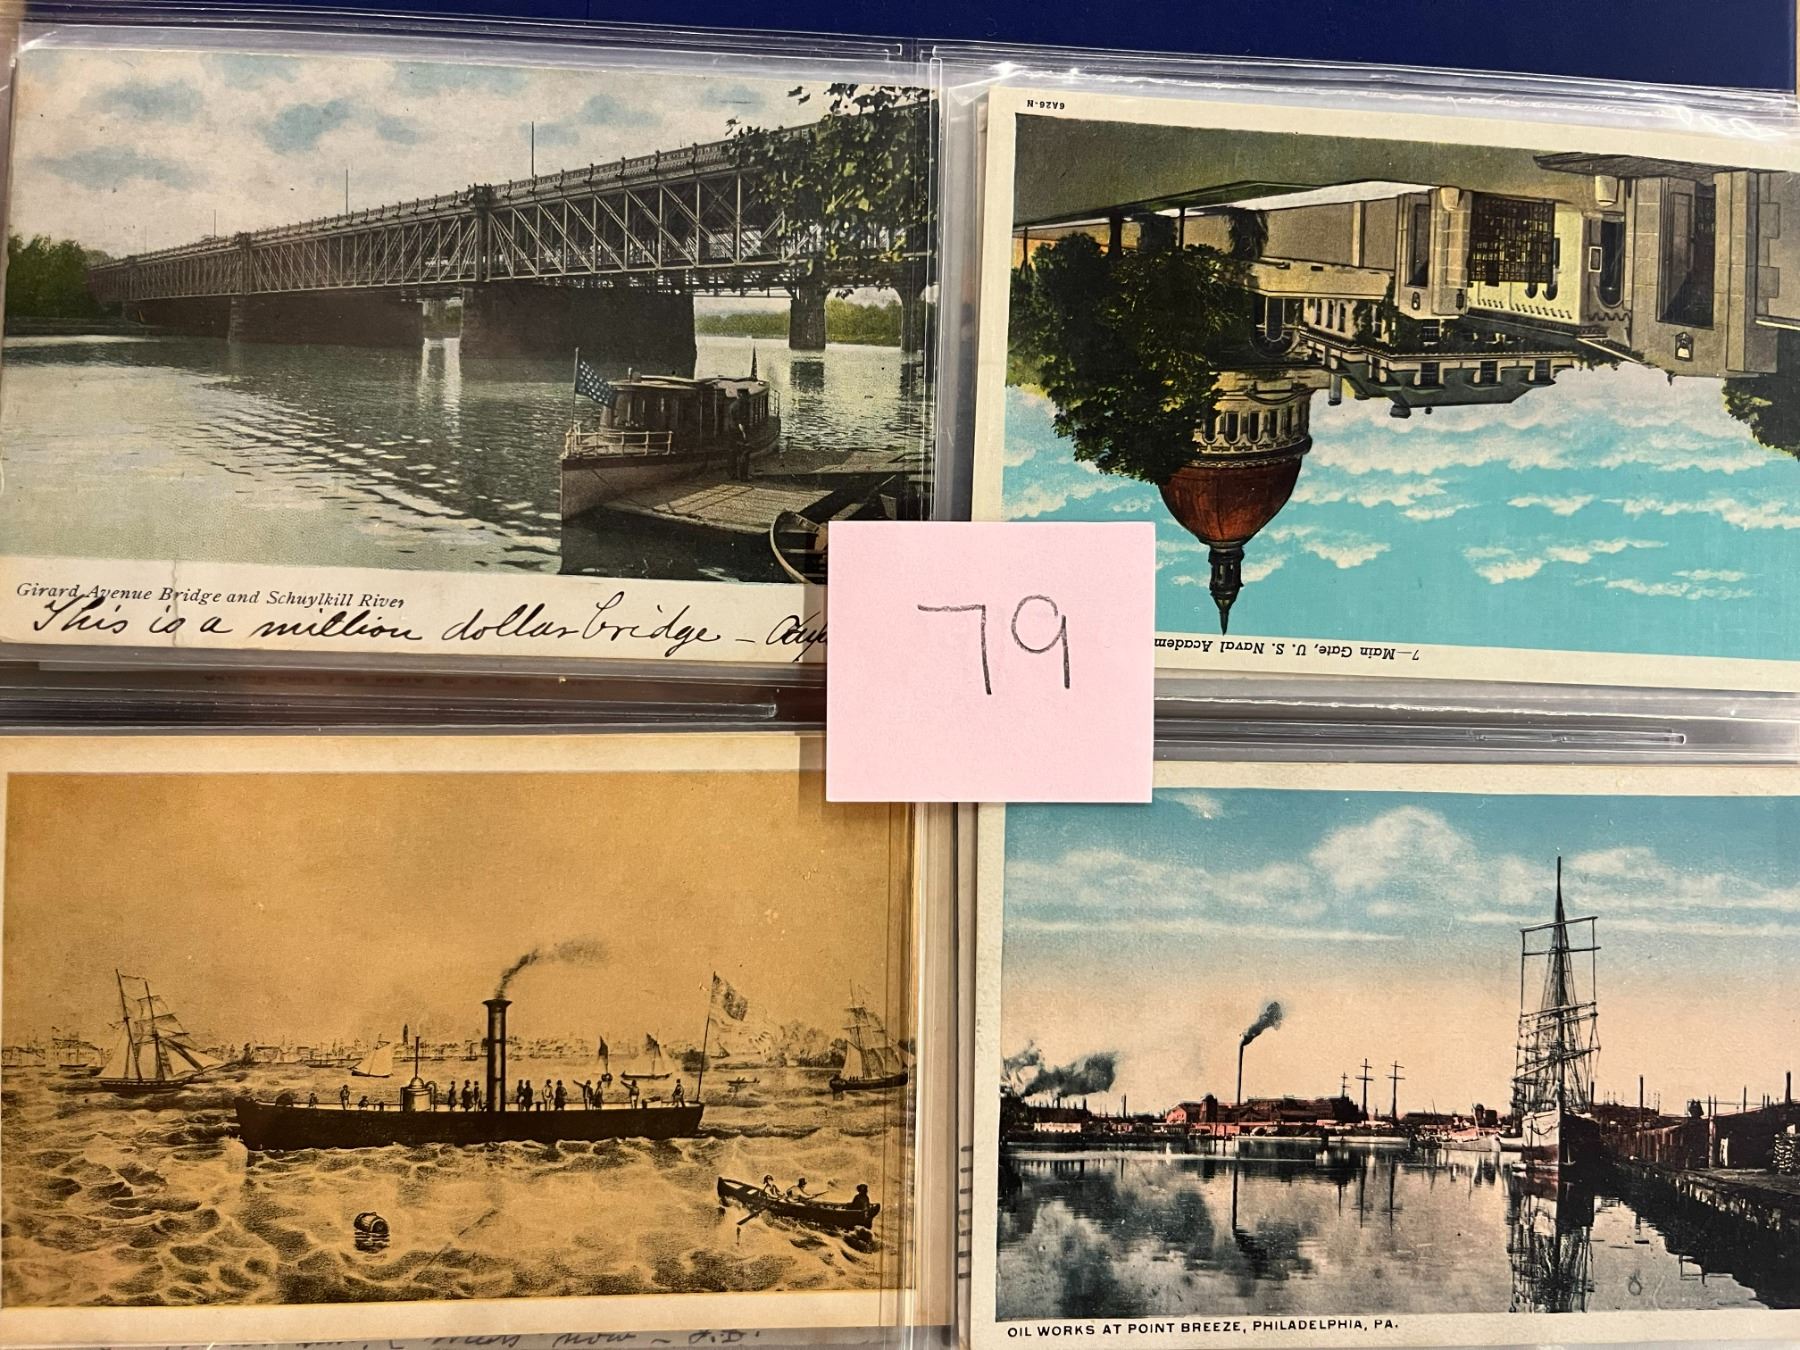 6A26-N
Girard Avenue Bridge and Schuylkill River
This is a million dollar bridge –
79
7—Main Gate, U. S. Naval Academ
OIL WORKS AT POINT BREEZE, PHILADELPHIA, PA.
now – J.D.